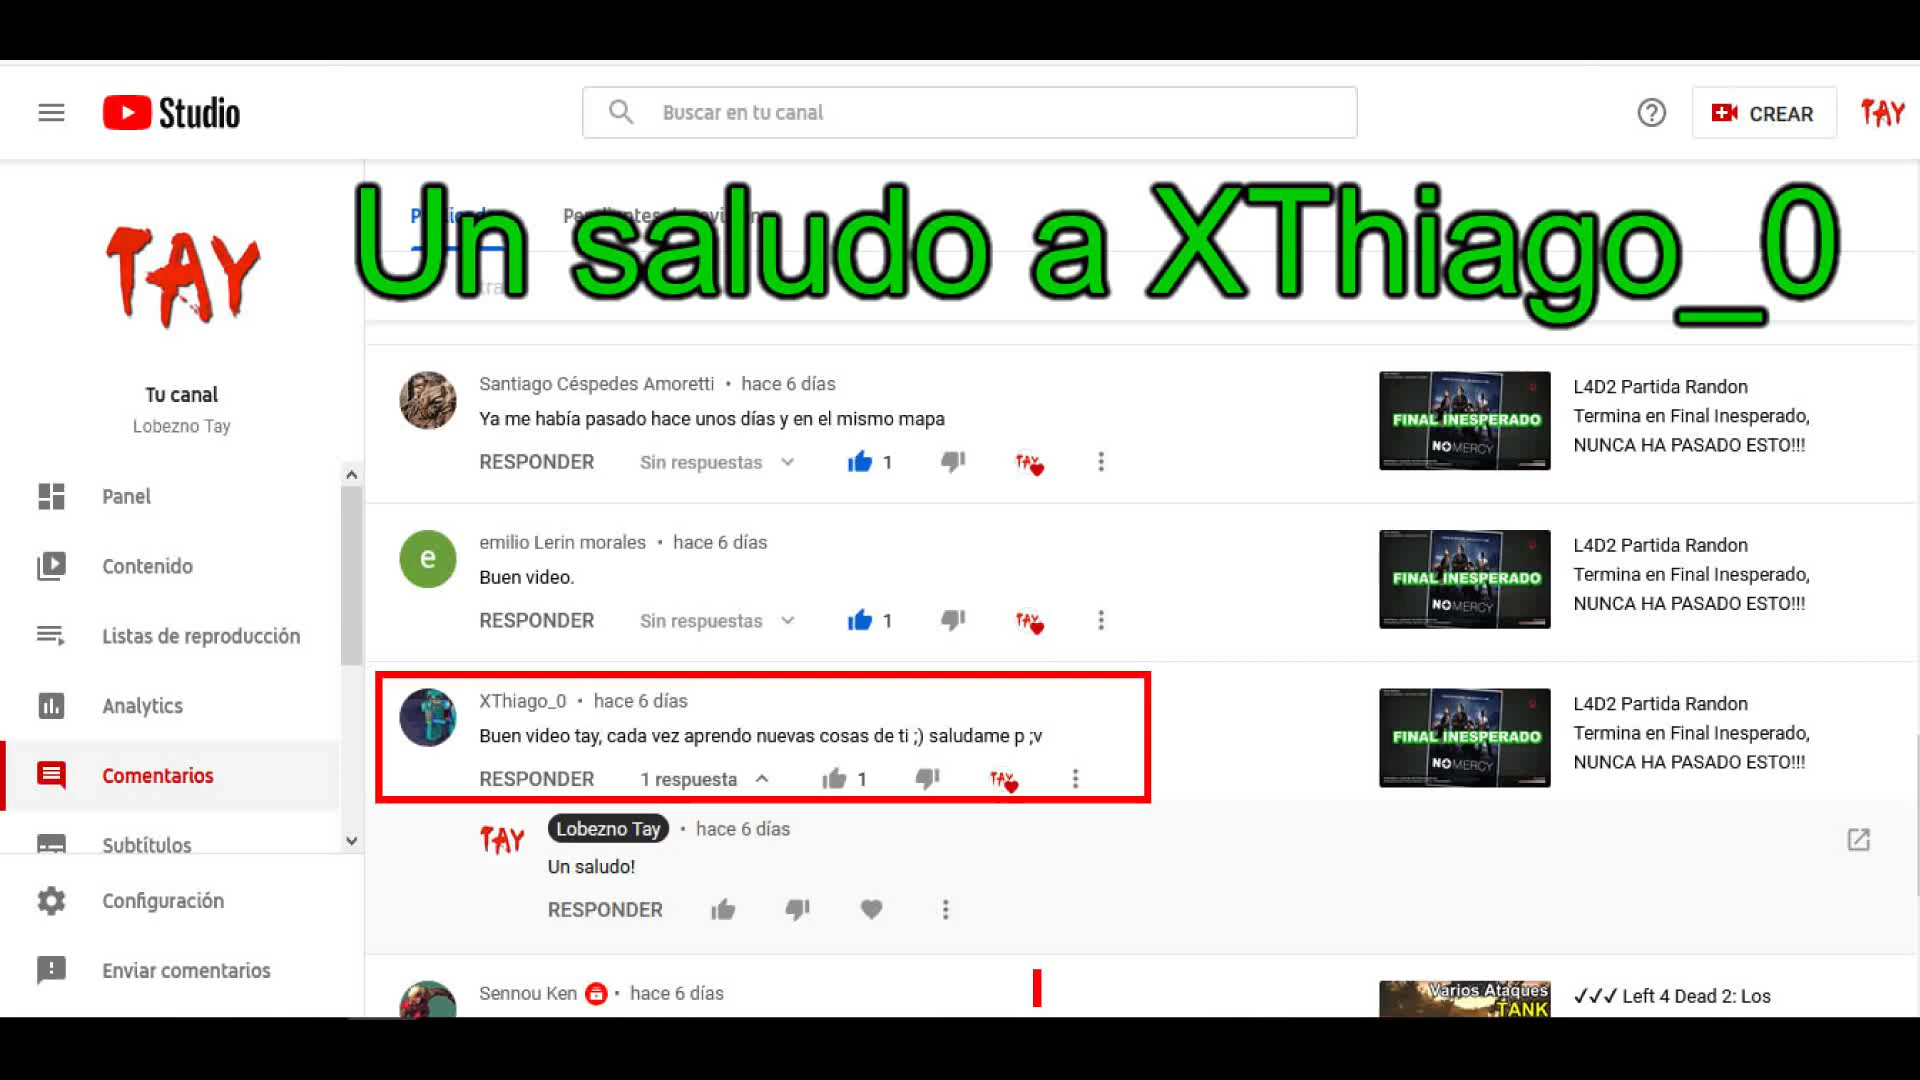 Studio
Buscar en tu canal
CREAR
TAY
Un saludo a XThiago_0
TAY
Tu canal
Lobezno Tay
Panel
Contenido
Listas de reproducción
Analytics
Comentarios
Subtítulos
Configuración
Enviar comentarios
Santiago Céspedes Amoretti • hace 6 días
Ya me había pasado hace unos días y en el mismo mapa
RESPONDER Sin respuestas 1 TAY
FINAL INESPERADO
NO MERCY
L4D2 Partida Randon
Termina en Final Inesperado,
NUNCA HA PASADO ESTO!!!
e
emilio Lerin morales • hace 6 días
Buen video.
RESPONDER Sin respuestas 1 TAY
FINAL INESPERADO
NO MERCY
L4D2 Partida Randon
Termina en Final Inesperado,
NUNCA HA PASADO ESTO!!!
XThiago_0 • hace 6 días
Buen video tay, cada vez aprendo nuevas cosas de ti ;) saludame p ;v
RESPONDER 1 respuesta 1 TAY
FINAL INESPERADO
NO MERCY
L4D2 Partida Randon
Termina en Final Inesperado,
NUNCA HA PASADO ESTO!!!
TAY
Lobezno Tay • hace 6 días
Un saludo!
RESPONDER
Sennou Ken • hace 6 días
Varios Ataques
TANK
✓✓✓ Left 4 Dead 2: Los